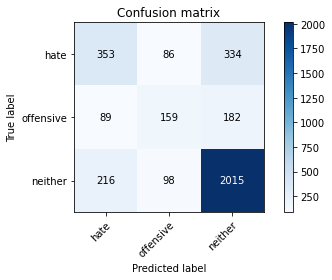 Confusion matrix
True label
hate 353 86 334
offensive 89 159 182
neither 216 98 2015
hate offensive neither
Predicted label
2000
1750
1500
1250
1000
750
500
250